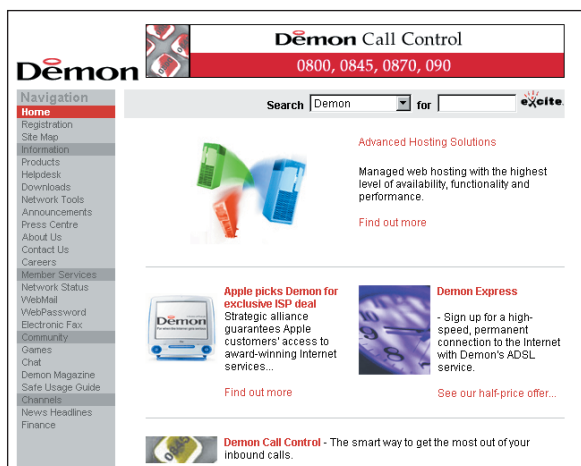 Dëmon Call Control
0800, 0845, 0870, 090
Dëmon
Search Demon for excite.
Navigation
Home
Registration
Site Map
Information
Products
Helpdesk
Downloads
Network Tools
Announcements
Press Centre
About Us
Contact Us
Careers
Member Services
Network Status
WebMail
WebPassword
Electronic Fax
Community
Games
Chat
Demon Magazine
Safe Usage Guide
Channels
News Headlines
Finance
Advanced Hosting Solutions
Managed web hosting with the highest
level of availability, functionality and
performance.
Find out more
Dëmon
Apple picks Demon for
exclusive ISP deal
Strategic alliance
guarantees Apple
customers' access to
award-winning Internet
services...
Find out more
Demon Express
- Sign up for a high-
speed, permanent
connection to the Internet
with Demon's ADSL
service.
See our half-price offer...
0845
Demon Call Control - The smart way to get the most out of your
inbound calls.